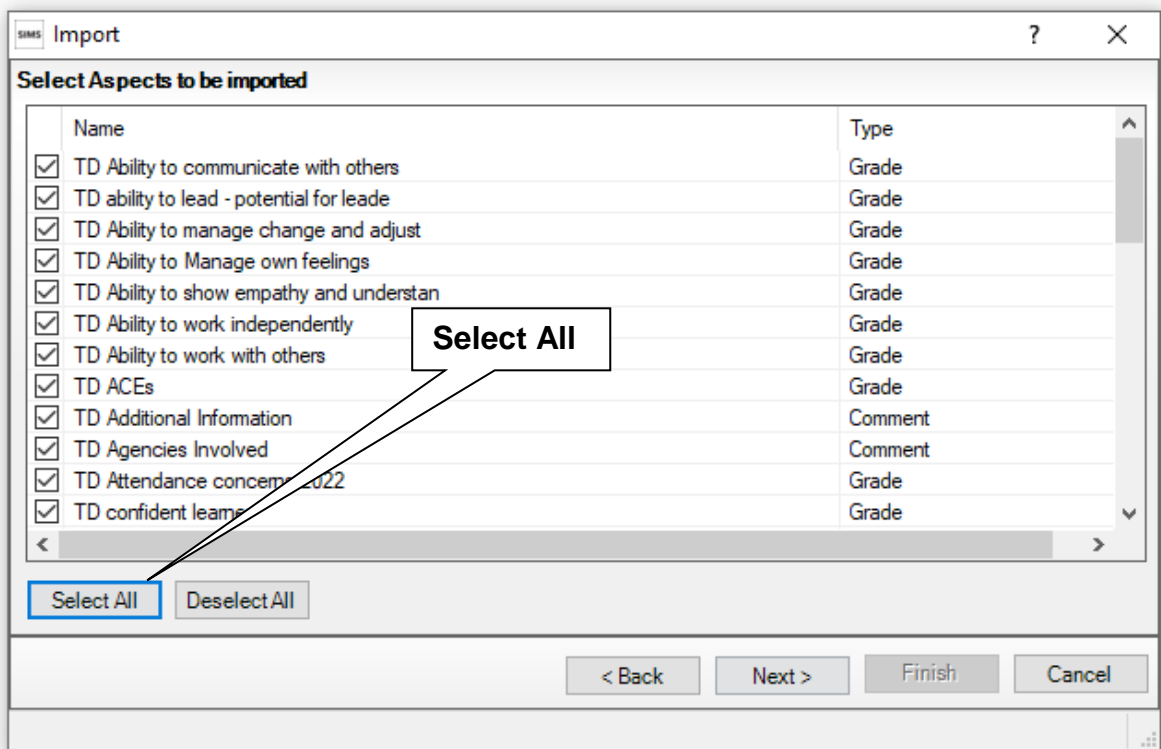 SIMS Import ?
Select Aspects to be imported
Name Type
TD Ability to communicate with others Grade
TD ability to lead - potential for leade Grade
TD Ability to manage change and adjust Grade
TD Ability to Manage own feelings Grade
TD Ability to show empathy and understan Grade
TD Ability to work independently Grade
Select All
TD Ability to work with others Grade
TD ACEs Grade
TD Additional Information Comment
TD Agencies Involved Comment
TD Attendance 2022 Grade
TD confident Grade
Select All Deselect All
< Back Next > Finish Cancel